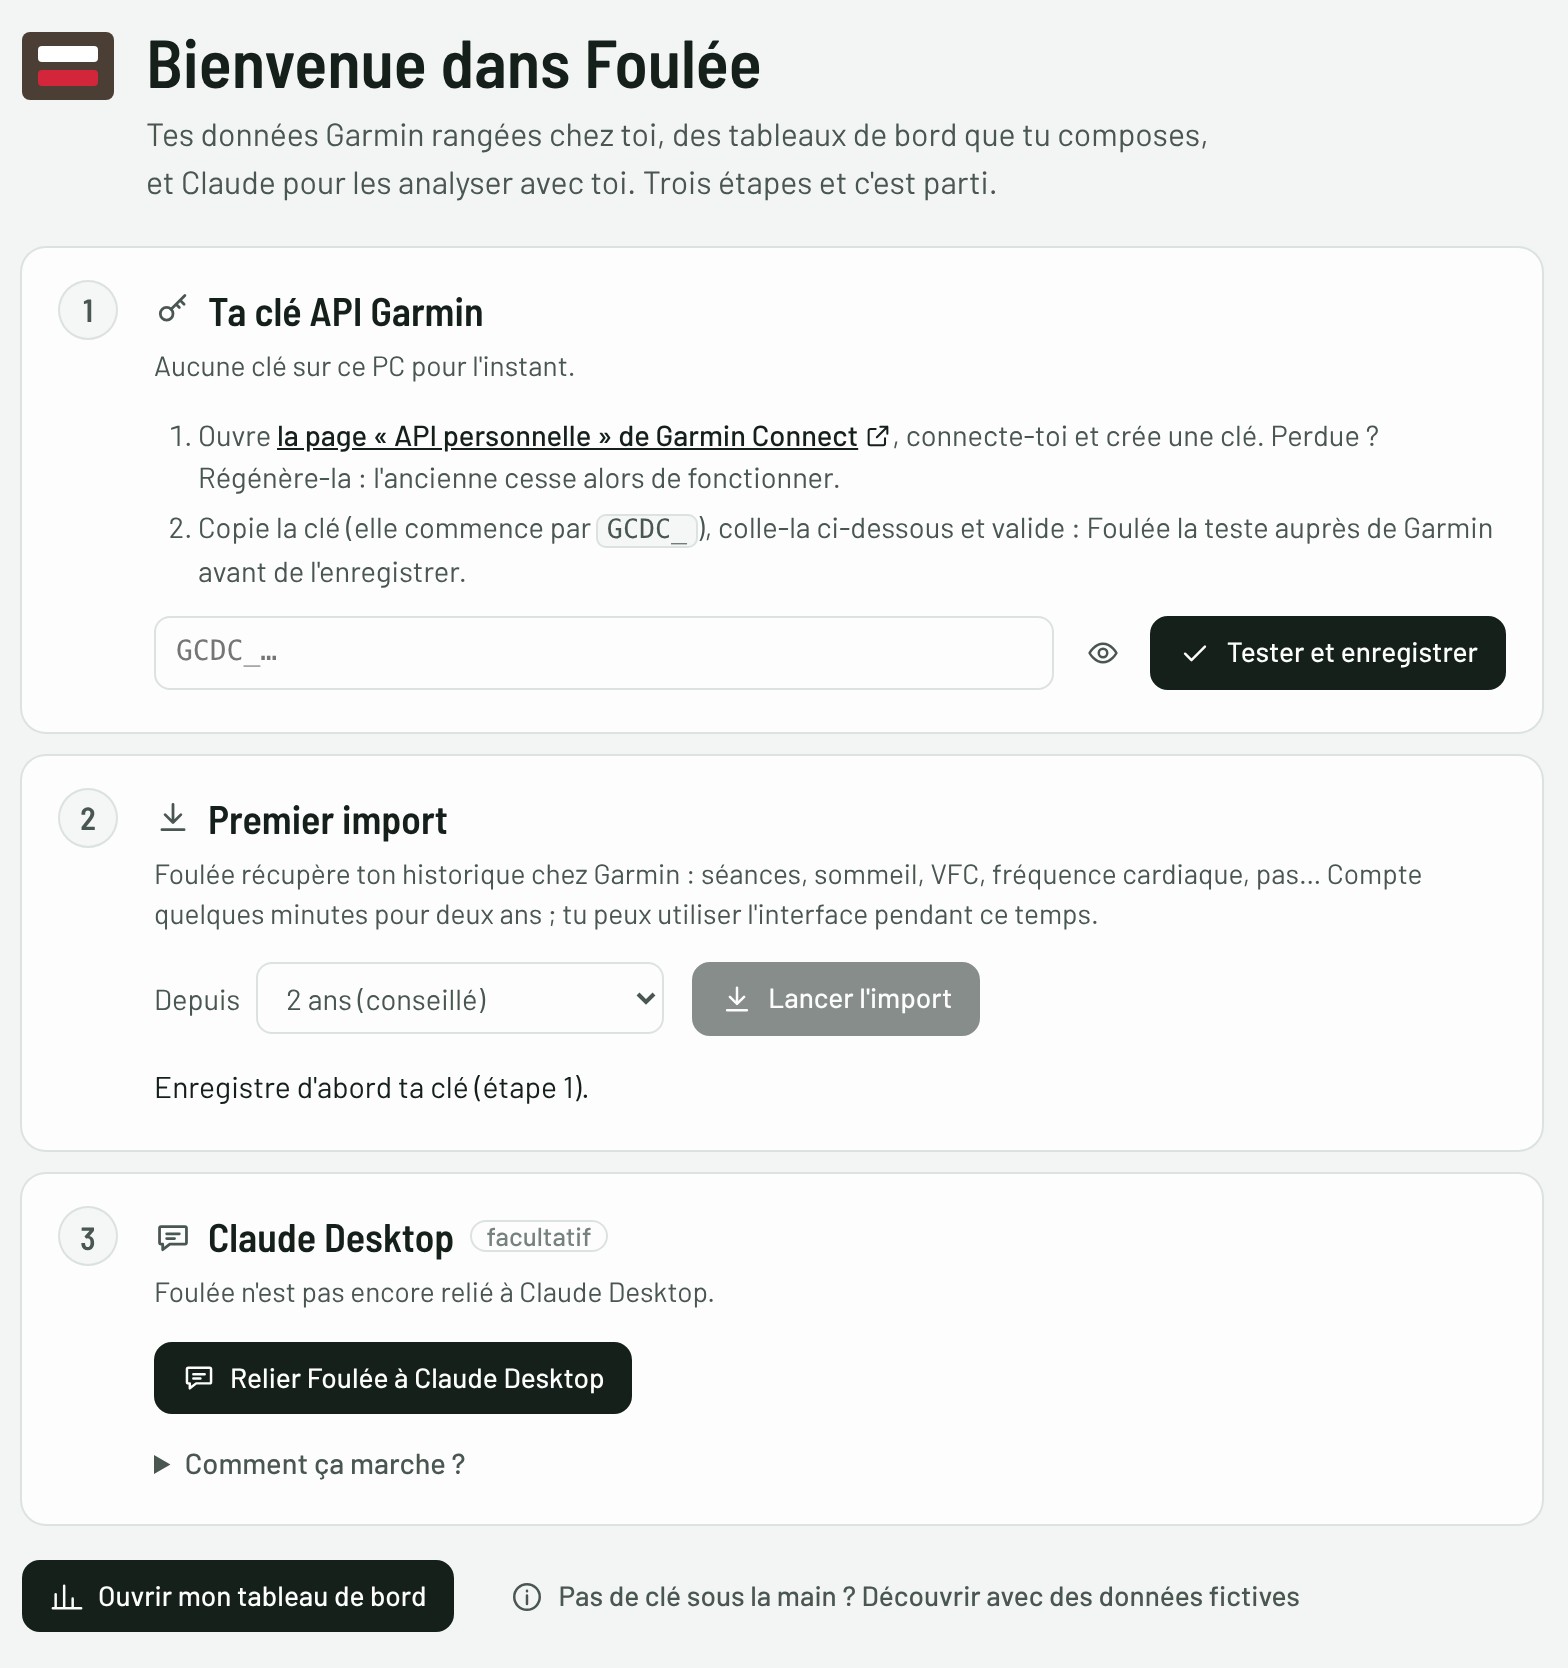 Bienvenue dans Foulée
Tes données Garmin rangées chez toi, des tableaux de bord que tu composes,
et Claude pour les analyser avec toi. Trois étapes et c'est parti.
1
Ta clé API Garmin
Aucune clé sur ce PC pour l'instant.
1. Ouvre la page « API personnelle » de Garmin Connect , connecte-toi et crée une clé. Perdue ?
Régénère-la : l'ancienne cesse alors de fonctionner.
2. Copie la clé (elle commence par GCDC_), colle-la ci-dessous et valide : Foulée la teste auprès de Garmin
avant de l'enregistrer.
GCDC_…
Tester et enregistrer
2
Premier import
Foulée récupère ton historique chez Garmin : séances, sommeil, VFC, fréquence cardiaque, pas… Compte
quelques minutes pour deux ans ; tu peux utiliser l'interface pendant ce temps.
Depuis
2 ans (conseillé)
Lancer l'import
Enregistre d'abord ta clé (étape 1).
3
Claude Desktop
facultatif
Foulée n'est pas encore relié à Claude Desktop.
Relier Foulée à Claude Desktop
Comment ça marche ?
Ouvrir mon tableau de bord
Pas de clé sous la main ? Découvrir avec des données fictives